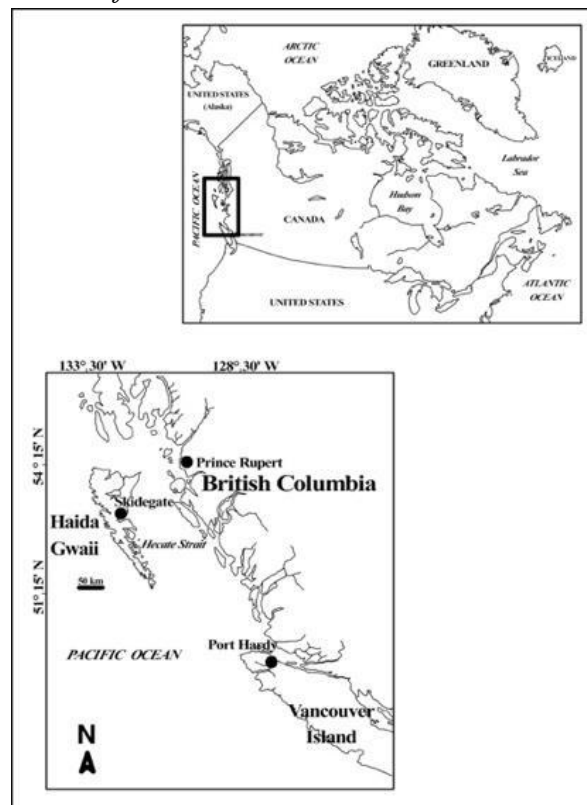 ARCTIC
OCEAN
GREENLAND
ICELAND
UNITED STATES
(Alaska)
Labrador
Sea
PACIFIC OCEAN
Hudson
Bay
CANADA
ATLANTIC
OCEAN
UNITED STATES
133°.30' W
128°.30' W
54°.15' N
Prince Rupert
British Columbia
Skidegate
Haida
Gwaii
Hecate Strait
51°.15' N
50 km
Port Hardy
PACIFIC OCEAN
Vancouver
Island
N